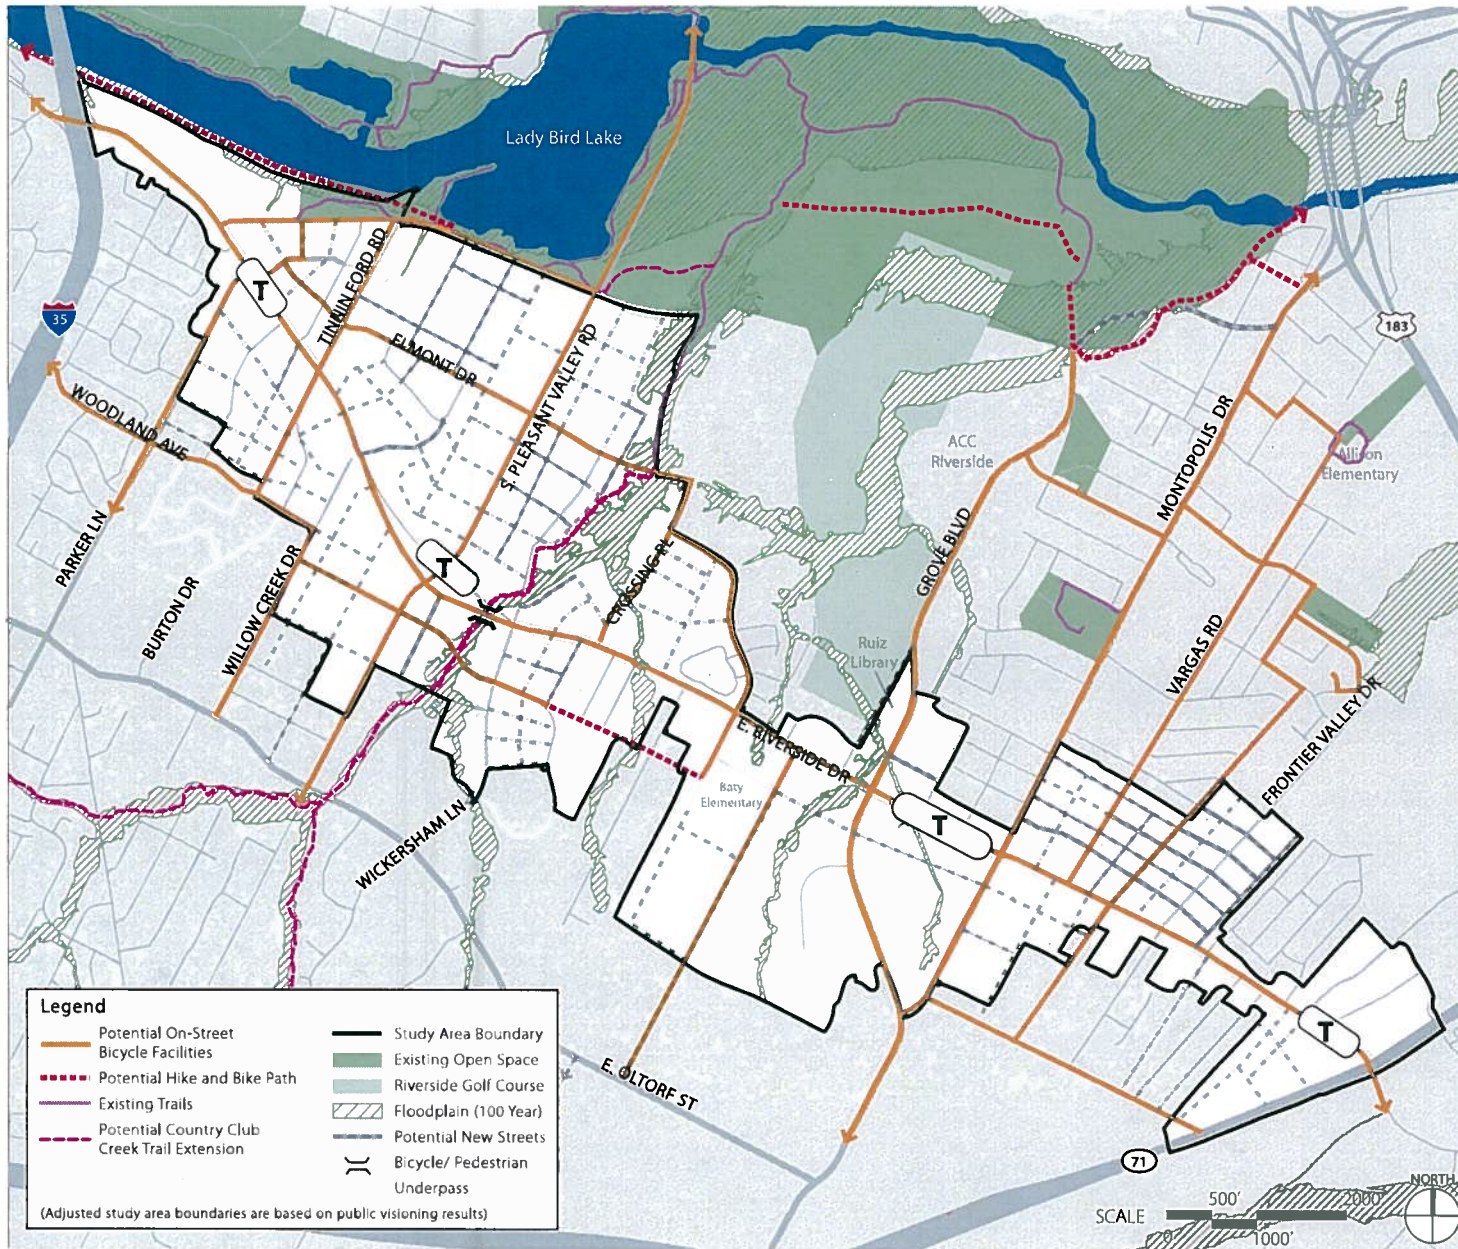 Lady Bird Lake
35
183
T
TINNIN FORD RD
ELMONT DR
S. PLEASANT VALLEY RD
WOODLAND AVE
PARKER LN
BURTON DR
WILLOW CREEK DR
T
CROSSING PL
WICKERSHAM LN
ACC
Riverside
GROVE BLVD
MONTOPOLIS DR
Allison
Elementary
Ruiz
Library
VARGAS RD
FRONTIER VALLEY DR
E. RIVERSIDE DR
Baty
Elementary
T
T
E. OLTORF ST
71
Legend
Potential On-Street
Bicycle Facilities
Potential Hike and Bike Path
Existing Trails
Potential Country Club
Creek Trail Extension
Study Area Boundary
Existing Open Space
Riverside Golf Course
Floodplain (100 Year)
Potential New Streets
Bicycle/ Pedestrian
Underpass
(Adjusted study area boundaries are based on public visioning results)
SCALE
0
500'
1000'
2000'
NORTH